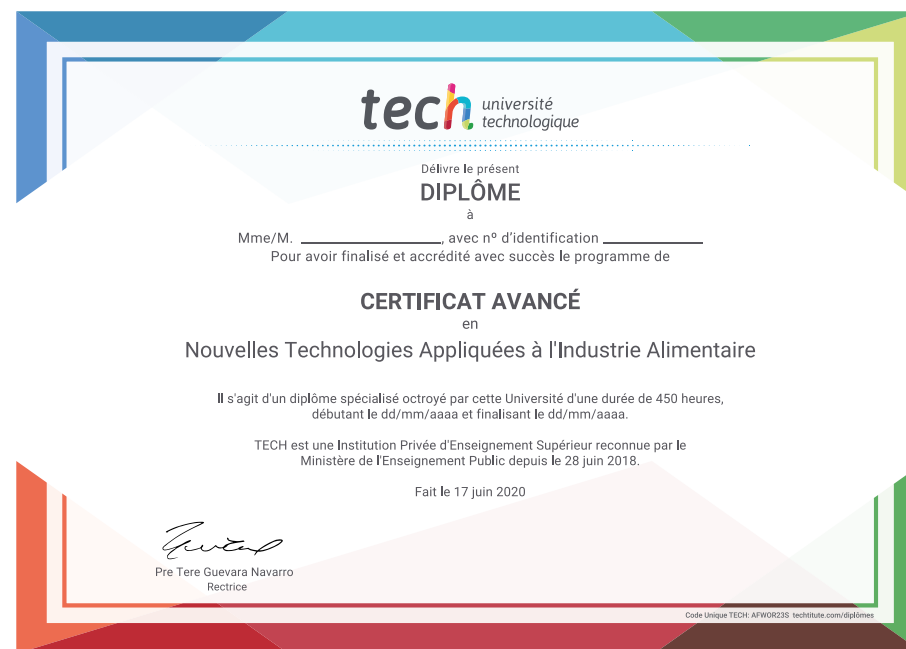 tech université
technologique
Délivre le présent
DIPLÔME
à
Mme/M. ____________________, avec nº d'identification ______________
Pour avoir finalisé et accrédité avec succès le programme de
CERTIFICAT AVANCÉ
en
Nouvelles Technologies Appliquées à l'Industrie Alimentaire
Il s'agit d'un diplôme spécialisé octroyé par cette Université d'une durée de 450 heures,
débutant le dd/mm/aaaa et finalisant le dd/mm/aaaa.
TECH est une Institution Privée d'Enseignement Supérieur reconnue par le
Ministère de l'Enseignement Public depuis le 28 juin 2018.
Fait le 17 juin 2020
Pre Tere Guevara Navarro
Rectrice
Code Unique TECH: AFWOR23S techtitute.com/diplômes